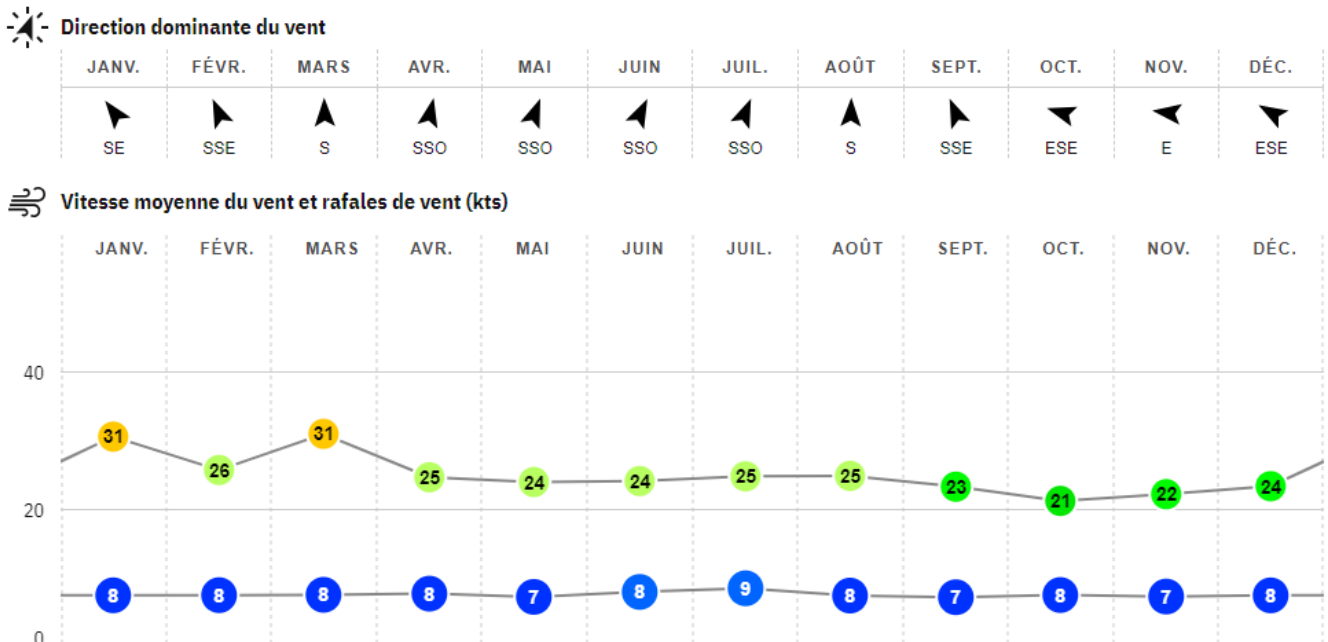 Direction dominante du vent
JANV. FÉVR. MARS AVR. MAI JUIN JUIL. AOÛT SEPT. OCT. NOV. DÉC.
SE SSE S SSO SSO SSO SSO S SSE ESE E ESE
Vitesse moyenne du vent et rafales de vent (kts)
JANV. FÉVR. MARS AVR. MAI JUIN JUIL. AOÛT SEPT. OCT. NOV. DÉC.
40
31 26 31 25 24 24 25 25 23 21 22 24
20
8 8 8 8 7 8 9 8 7 8 7 8
0